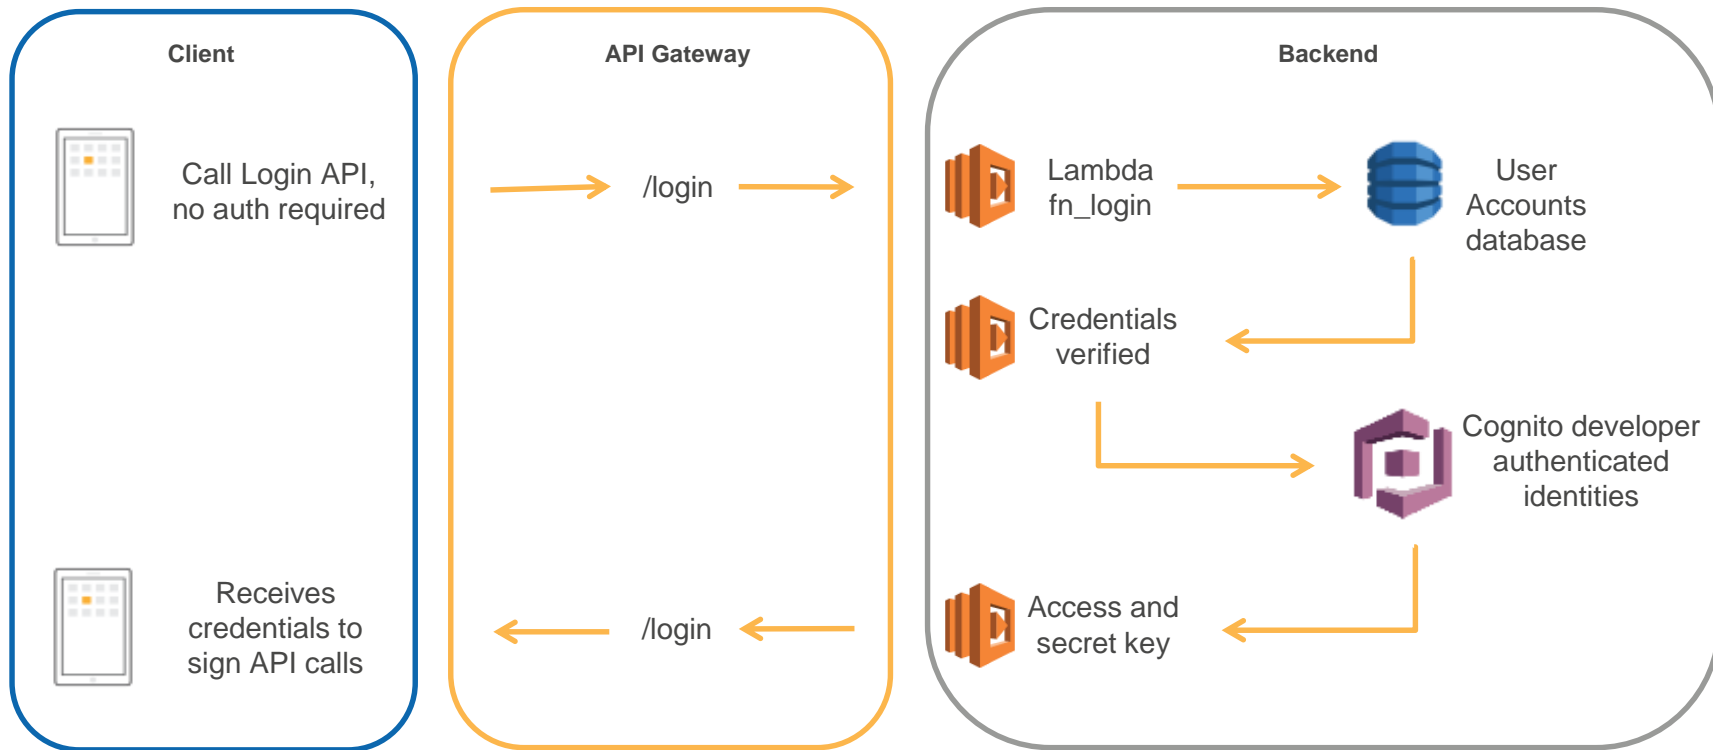 Client
API Gateway
Backend
Call Login API,
no auth required
/login
Lambda
fn_login
User
Accounts
database
Credentials
verified
Cognito developer
authenticated
identities
Receives
credentials to
sign API calls
/login
Access and
secret key